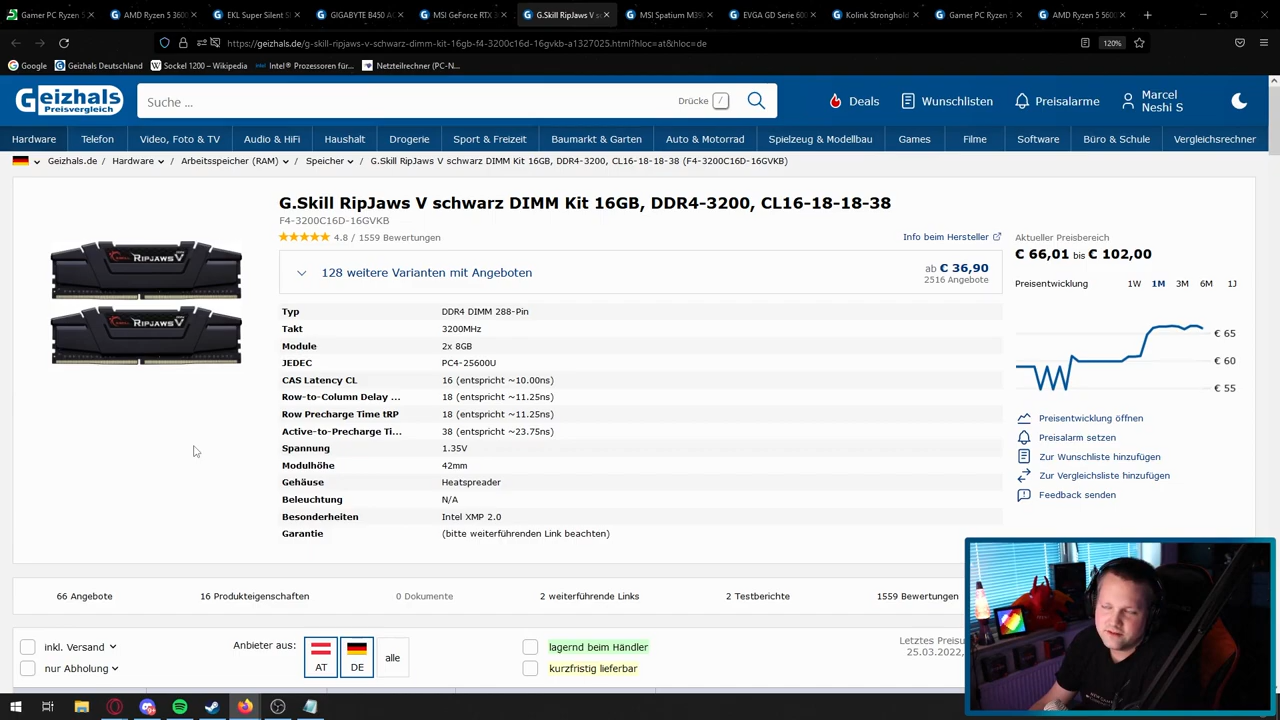 Gamer PC Ryzen 5
AMD Ryzen 5 3600
EKL Super Silent S
GIGABYTE B450 A
MSI GeForce RTX 3
G.Skill RipJaws V sc
MSI Spatium M39
EVGA GD Serie 600
Kolink Stronghold
Gamer PC Ryzen 5
AMD Ryzen 5 5600
https://geizhals.de/g-skill-ripjaws-v-schwarz-dimm-kit-16gb-f4-3200c16d-16gvkb-a1327025.html?hloc=at&hloc=de
120%
Google
Geizhals Deutschland
Sockel 1200 – Wikipedia
Intel® Prozessoren für...
Netzteilrechner (PC-N...
Geizhals
Preisvergleich
Suche ...
Drücke /
Deals
Wunschlisten
Preisalarme
Marcel
Neshi S
Hardware
Telefon
Video, Foto & TV
Audio & HiFi
Haushalt
Drogerie
Sport & Freizeit
Baumarkt & Garten
Auto & Motorrad
Spielzeug & Modellbau
Games
Filme
Software
Büro & Schule
Vergleichsrechner
Geizhals.de / Hardware / Arbeitsspeicher (RAM) / Speicher / G.Skill RipJaws V schwarz DIMM Kit 16GB, DDR4-3200, CL16-18-18-38 (F4-3200C16D-16GVKB)
G.Skill RipJaws V schwarz DIMM Kit 16GB, DDR4-3200, CL16-18-18-38
F4-3200C16D-16GVKB
4.8 / 1559 Bewertungen
Info beim Hersteller
128 weitere Varianten mit Angeboten
ab € 36,90
2516 Angebote
RIPJAWS V
RIPJAWS V
Typ DDR4 DIMM 288-Pin
Takt 3200MHz
Module 2x 8GB
JEDEC PC4-25600U
CAS Latency CL 16 (entspricht ~10.00ns)
Row-to-Column Delay ... 18 (entspricht ~11.25ns)
Row Precharge Time tRP 18 (entspricht ~11.25ns)
Active-to-Precharge Ti... 38 (entspricht ~23.75ns)
Spannung 1.35V
Modulhöhe 42mm
Gehäuse Heatspreader
Beleuchtung N/A
Besonderheiten Intel XMP 2.0
Garantie (bitte weiterführenden Link beachten)
Aktueller Preisbereich
€ 66,01 bis € 102,00
Preisentwicklung 1W 1M 3M 6M 1J
€ 65
€ 60
€ 55
Preisentwicklung öffnen
Preisalarm setzen
Zur Wunschliste hinzufügen
Zur Vergleichsliste hinzufügen
Feedback senden
66 Angebote
16 Produkteigenschaften
0 Dokumente
2 weiterführende Links
2 Testberichte
1559 Bewertungen
inkl. Versand
nur Abholung
Anbieter aus:
AT
DE
alle
lagernd beim Händler
kurzfristig lieferbar
Letztes Preisu
25.03.2022,